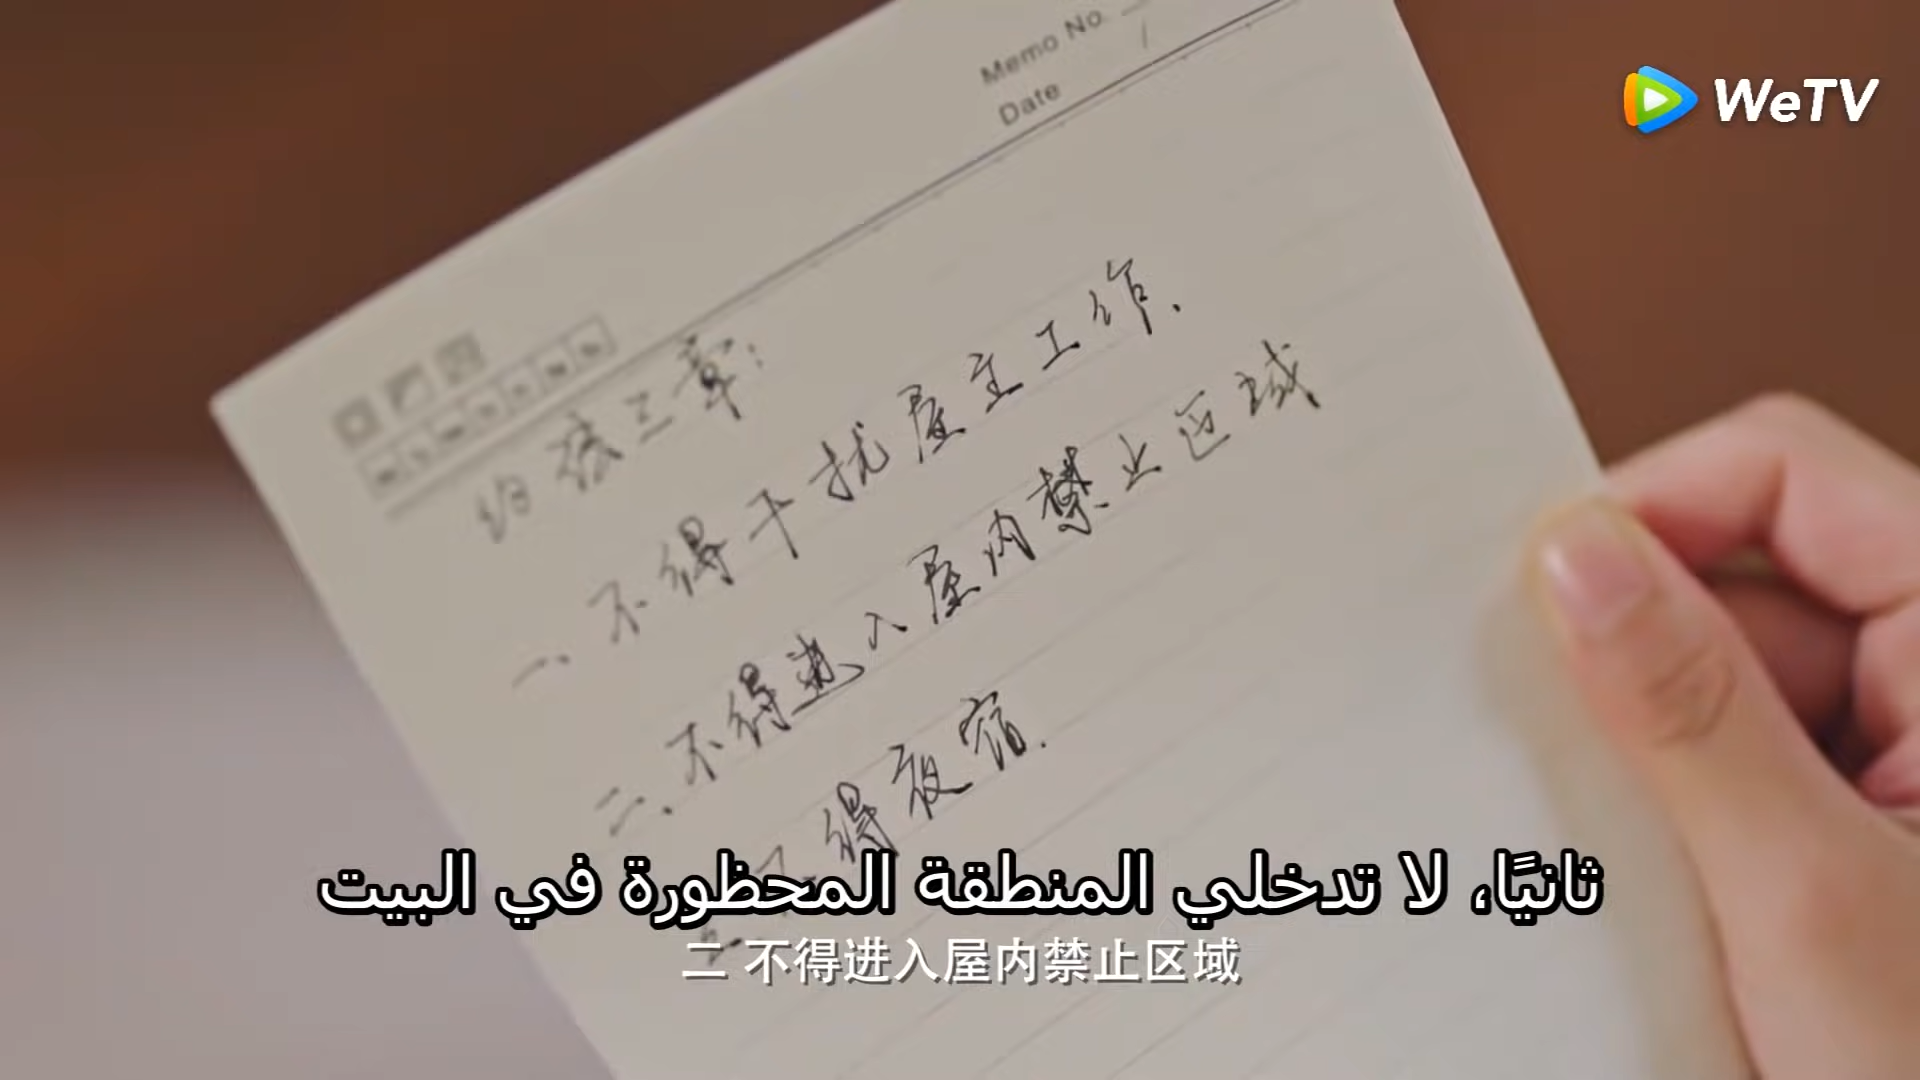 WeTV
Memo No.
Date
约法三章:
一、不得干扰屋主工作.
二、不得进入屋内禁止区域
三、不得夜宿.
ثانيًا، لا تدخلي المنطقة المحظورة في البيت
二 不得进入屋内禁止区域